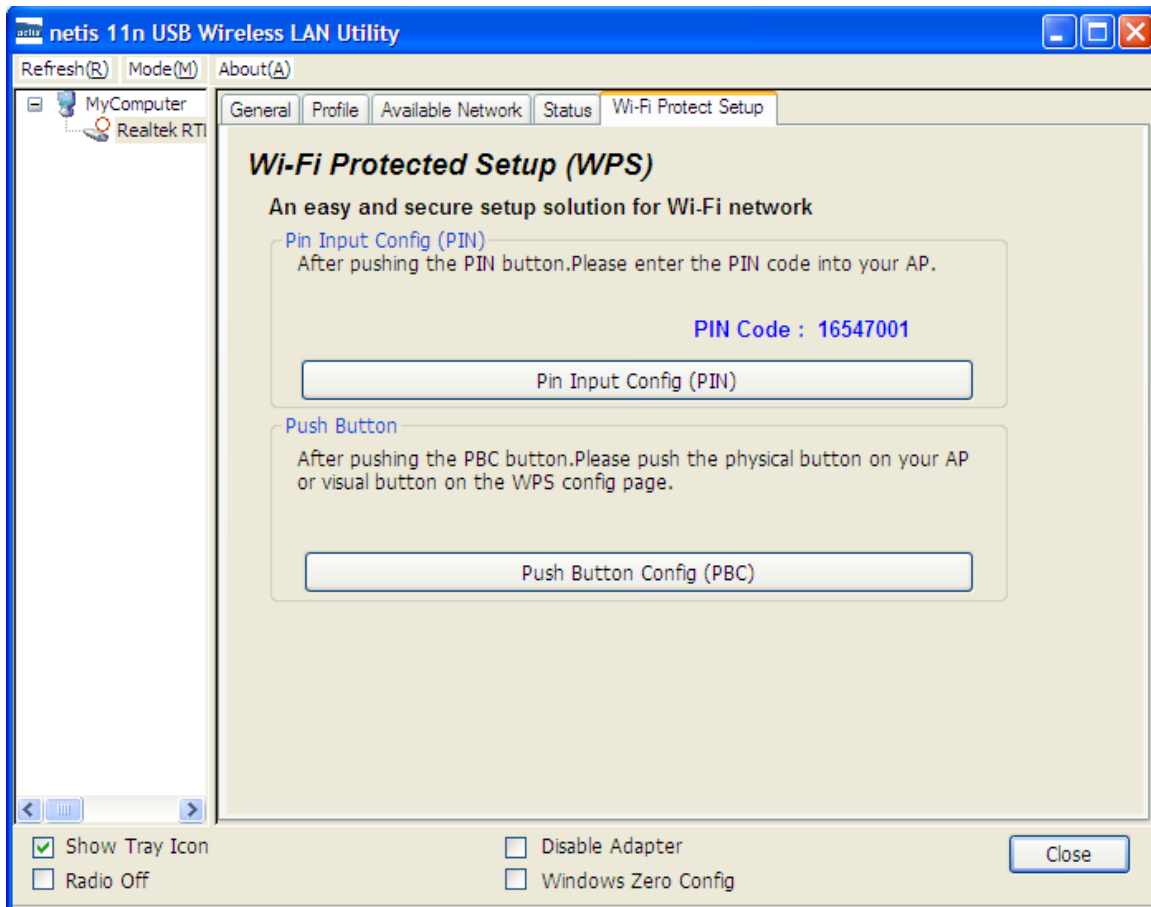 netis netis 11n USB Wireless LAN Utility
Refresh(R) Mode(M) About(A)
MyComputer
Realtek RTL
General Profile Available Network Status Wi-Fi Protect Setup
Wi-Fi Protected Setup (WPS)
An easy and secure setup solution for Wi-Fi network
Pin Input Config (PIN)
After pushing the PIN button.Please enter the PIN code into your AP.
PIN Code : 16547001
Pin Input Config (PIN)
Push Button
After pushing the PBC button.Please push the physical button on your AP
or visual button on the WPS config page.
Push Button Config (PBC)
Show Tray Icon
Radio Off
Disable Adapter
Windows Zero Config
Close